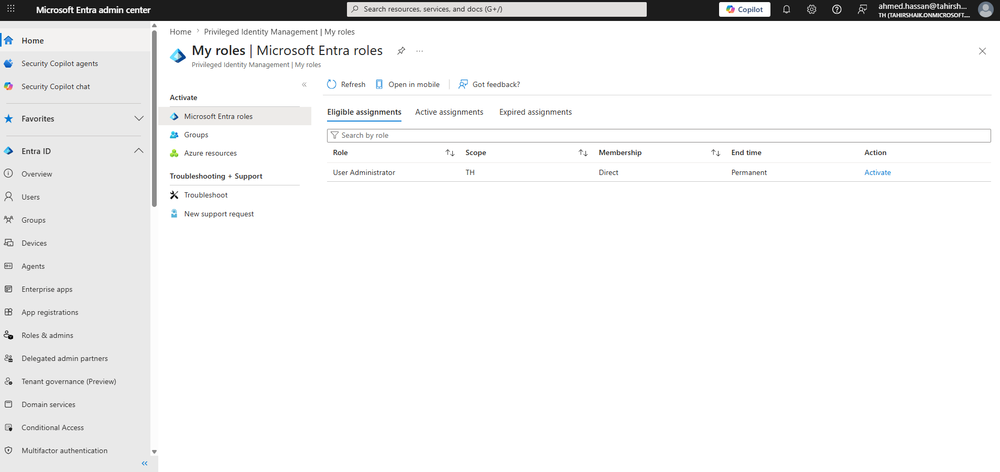 Microsoft Entra admin center
Search resources, services, and docs (G+/)
Copilot
ahmed.hassan@tahirsh...
TH (TAHIRSHAIK.ONMICROSOFT....
Home
Security Copilot agents
Security Copilot chat
Favorites
Entra ID
Overview
Users
Groups
Devices
Agents
Enterprise apps
App registrations
Roles & admins
Delegated admin partners
Tenant governance (Preview)
Domain services
Conditional Access
Multifactor authentication
Home > Privileged Identity Management | My roles
My roles | Microsoft Entra roles
Privileged Identity Management | My roles
Activate
Microsoft Entra roles
Groups
Azure resources
Troubleshooting + Support
Troubleshoot
New support request
Refresh Open in mobile Got feedback?
Eligible assignments Active assignments Expired assignments
Search by role
Role Scope Membership End time Action
User Administrator TH Direct Permanent Activate